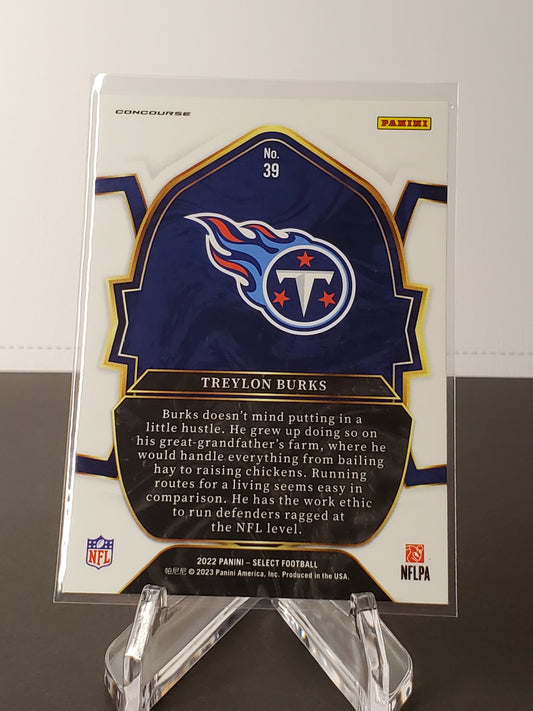 CONCOURSE
PANINI
No.
39
T
TREYLON BURKS
Burks doesn't mind putting in a
little hustle. He grew up doing so on
his great-grandfather's farm, where he
would handle everything from bailing
hay to raising chickens. Running
routes for a living seems easy in
comparison. He has the work ethic
to run defenders ragged at
the NFL level.
NFL
2022 PANINI – SELECT FOOTBALL
帕尼尼 © 2023 Panini America, Inc. Produced in the USA.
NFLPA